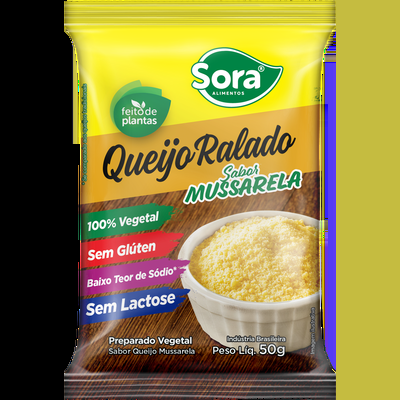 Sora®
ALIMENTOS
feito de
plantas
Queijo Ralado
Sabor
MUSSARELA
100% Vegetal
Sem Glúten
Baixo Teor de Sódio*
Sem Lactose
Preparado Vegetal
Sabor Queijo Mussarela
Indústria Brasileira
Peso Líq. 50g